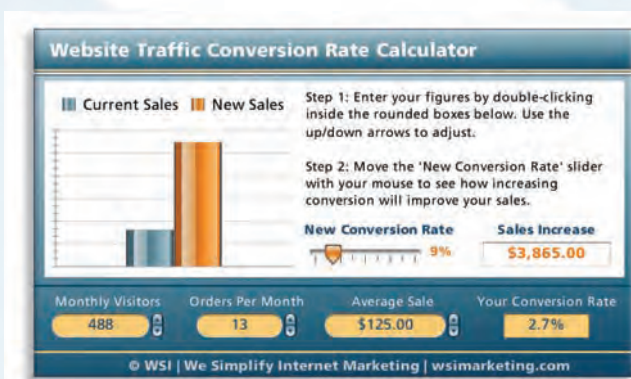 Website Traffic Conversion Rate Calculator
Current Sales New Sales
Step 1: Enter your figures by double-clicking
inside the rounded boxes below. Use the
up/down arrows to adjust.
Step 2: Move the 'New Conversion Rate' slider
with your mouse to see how increasing
conversion will improve your sales.
New Conversion Rate Sales Increase
9% $3,865.00
Monthly Visitors Orders Per Month Average Sale Your Conversion Rate
488 13 $125.00 2.7%
© WSI | We Simplify Internet Marketing | wsimarketing.com